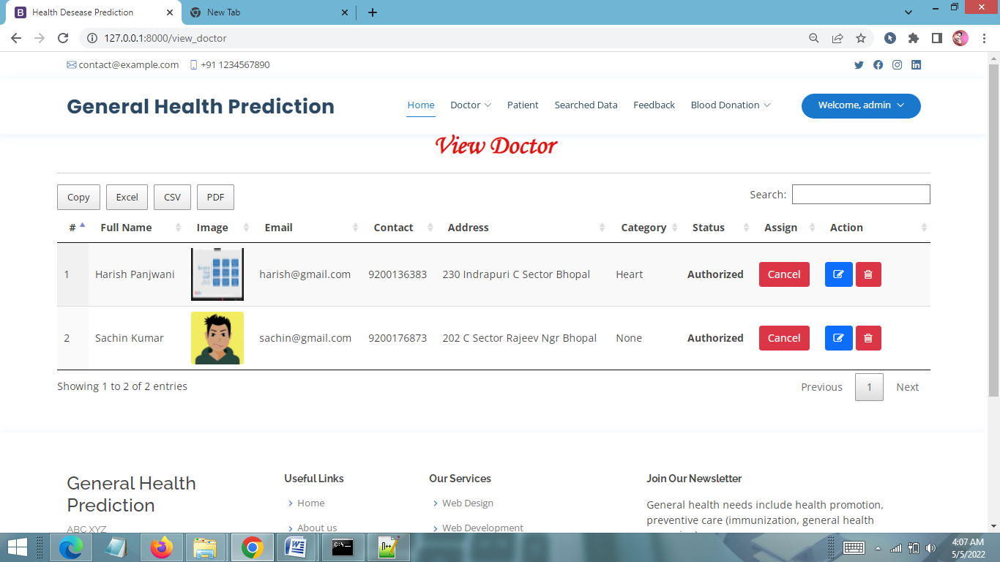 Health Desease Prediction
New Tab
127.0.0.1:8000/view_doctor
contact@example.com +91 1234567890
General Health Prediction Home Doctor Patient Searched Data Feedback Blood Donation Welcome, admin
View Doctor
Copy Excel CSV PDF Search:
# Full Name Image Email Contact Address Category Status Assign Action
1 Harish Panjwani harish@gmail.com 9200136383 230 Indrapuri C Sector Bhopal Heart Authorized Cancel
2 Sachin Kumar sachin@gmail.com 9200176873 202 C Sector Rajeev Ngr Bhopal None Authorized Cancel
Showing 1 to 2 of 2 entries Previous 1 Next
General Health
Prediction
ABC XYZ
Useful Links
Home
About us
Our Services
Web Design
Web Development
Join Our Newsletter
General health needs include health promotion,
preventive care (immunization, general health
4:07 AM
5/5/2022